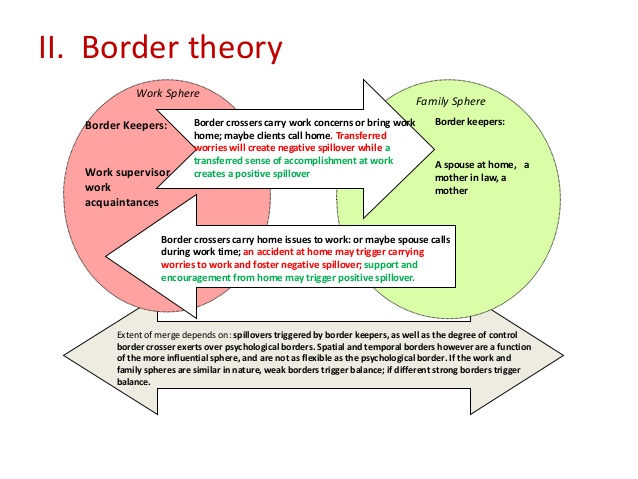 II. Border theory
Work Sphere
Border Keepers:
Work supervisor
work
acquaintances
Border crossers carry work concerns or bring work
home; maybe clients call home. Transferred
worries will create negative spillover while a
transferred sense of accomplishment at work
creates a positive spillover
Family Sphere
Border keepers:
A spouse at home, a
mother in law, a
mother
Border crossers carry home issues to work: or maybe spouse calls
during work time; an accident at home may trigger carrying
worries to work and foster negative spillover; support and
encouragement from home may trigger positive spillover.
Extent of merge depends on: spillovers triggered by border keepers, as well as the degree of control
border crosser exerts over psychological borders. Spatial and temporal borders however are a function
of the more influential sphere, and are not as flexible as the psychological border. If the work and
family spheres are similar in nature, weak borders trigger balance; if different strong borders trigger
balance.